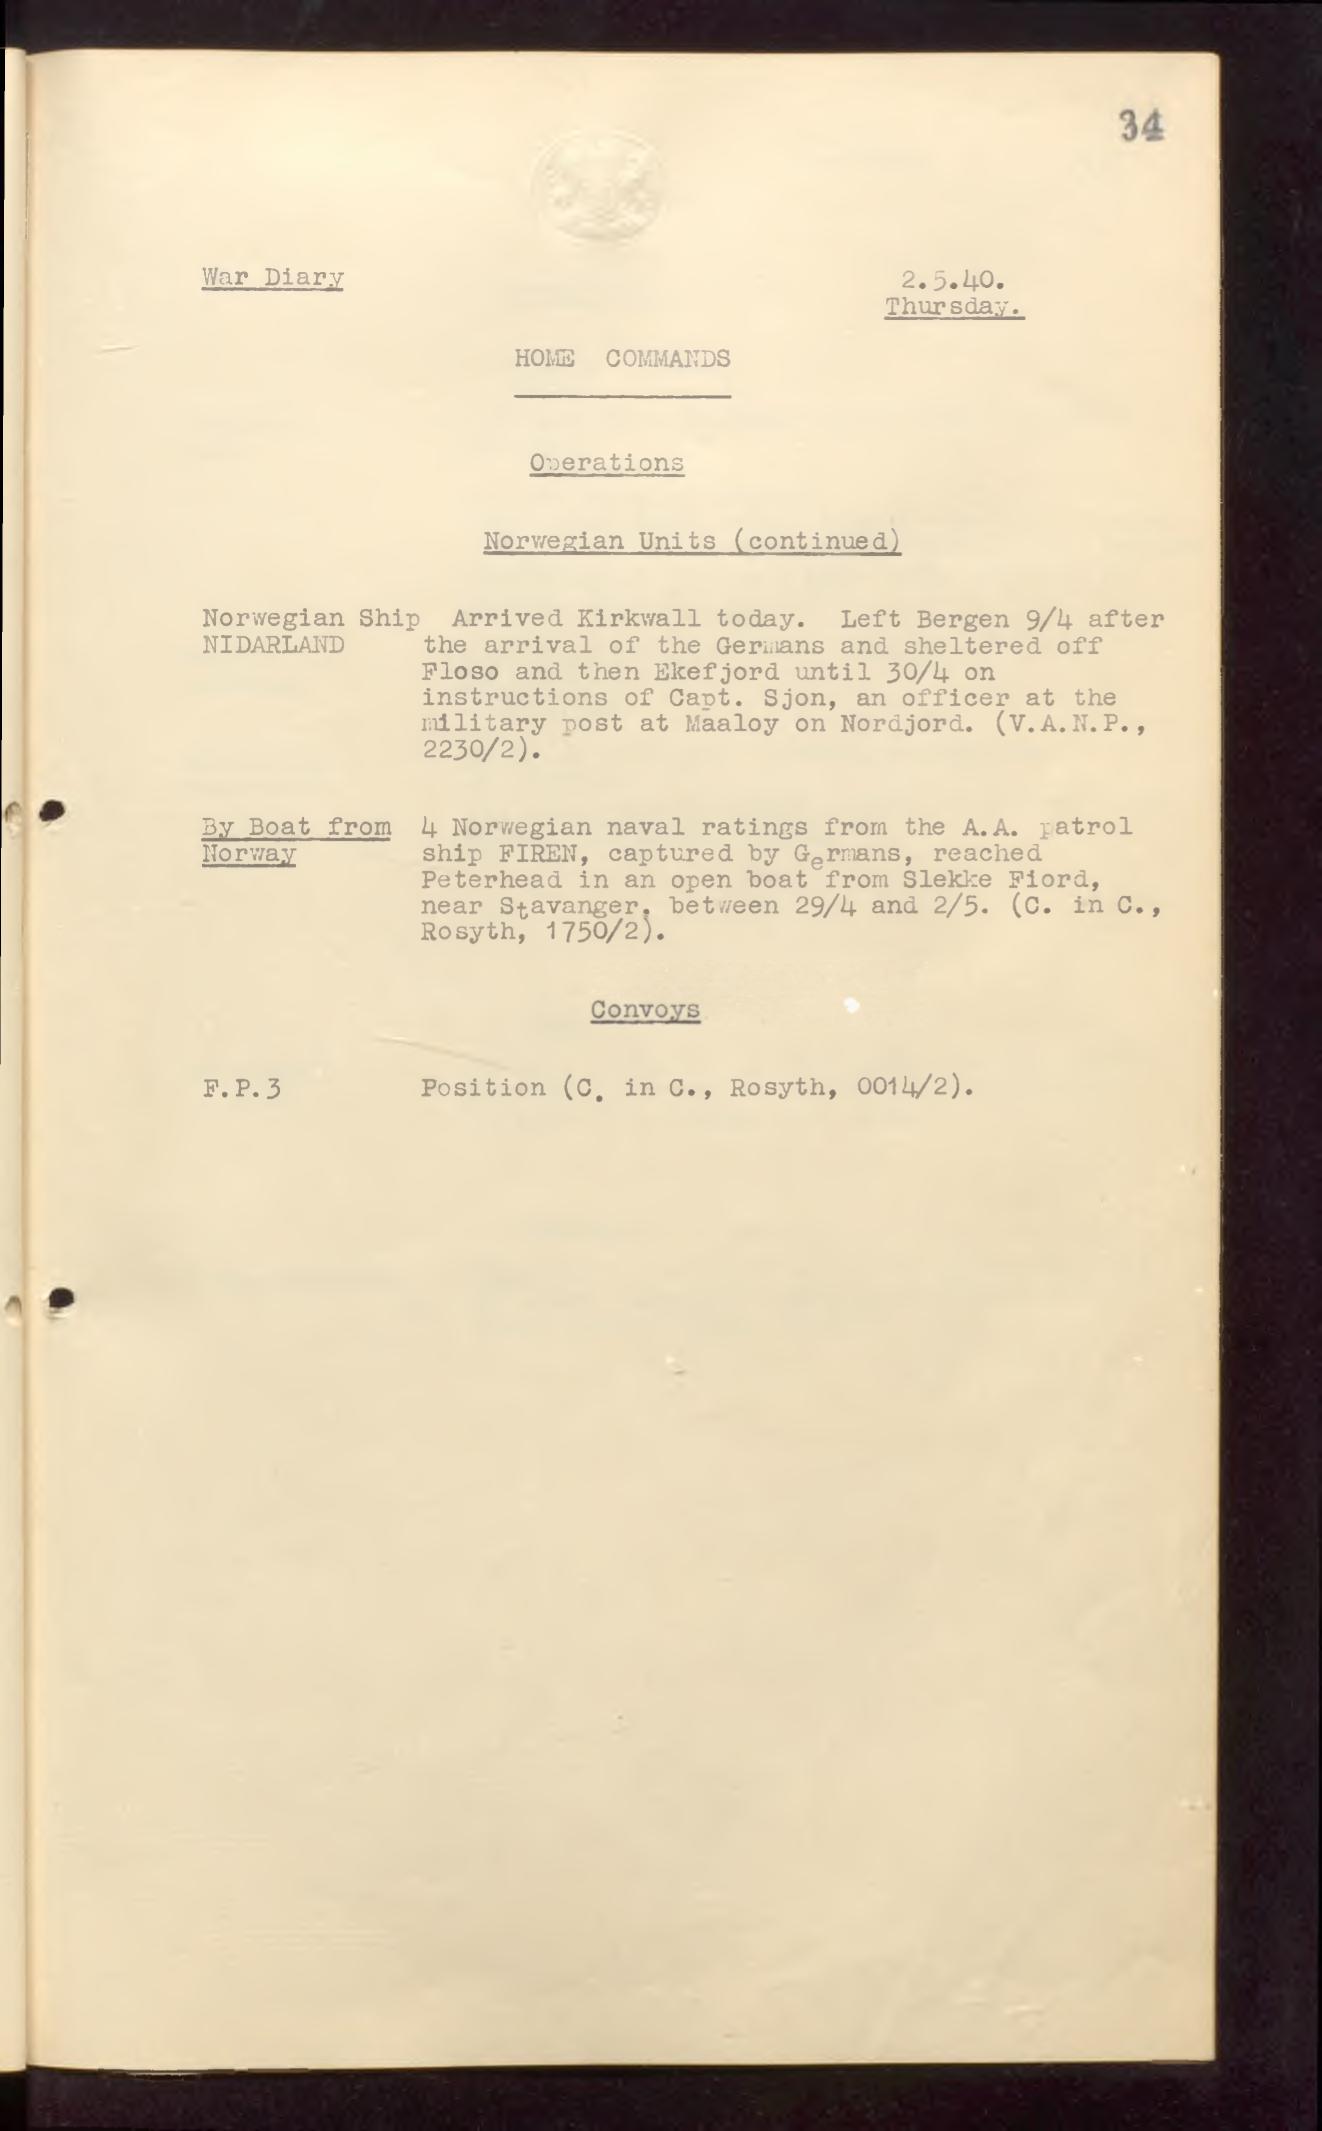 34
War Diary
2.5.40.
Thursday.
HOME COMMANDS
Operations
Norwegian Units (continued)
Norwegian Ship Arrived Kirkwall today. Left Bergen 9/4 after
NIDARLAND the arrival of the Germans and sheltered off
Floso and then Ekefjord until 30/4 on
instructions of Capt. Sjon, an officer at the
military post at Maaloy on Nordjord. (V.A.N.P.,
2230/2).
By Boat from 4 Norwegian naval ratings from the A.A. patrol
Norway ship FIREN, captured by Germans, reached
Peterhead in an open boat from Slekke Fiord,
near Stavanger, between 29/4 and 2/5. (C. in C.,
Rosyth, 1750/2).
Convoys
F.P.3 Position (C. in C., Rosyth, 0014/2).